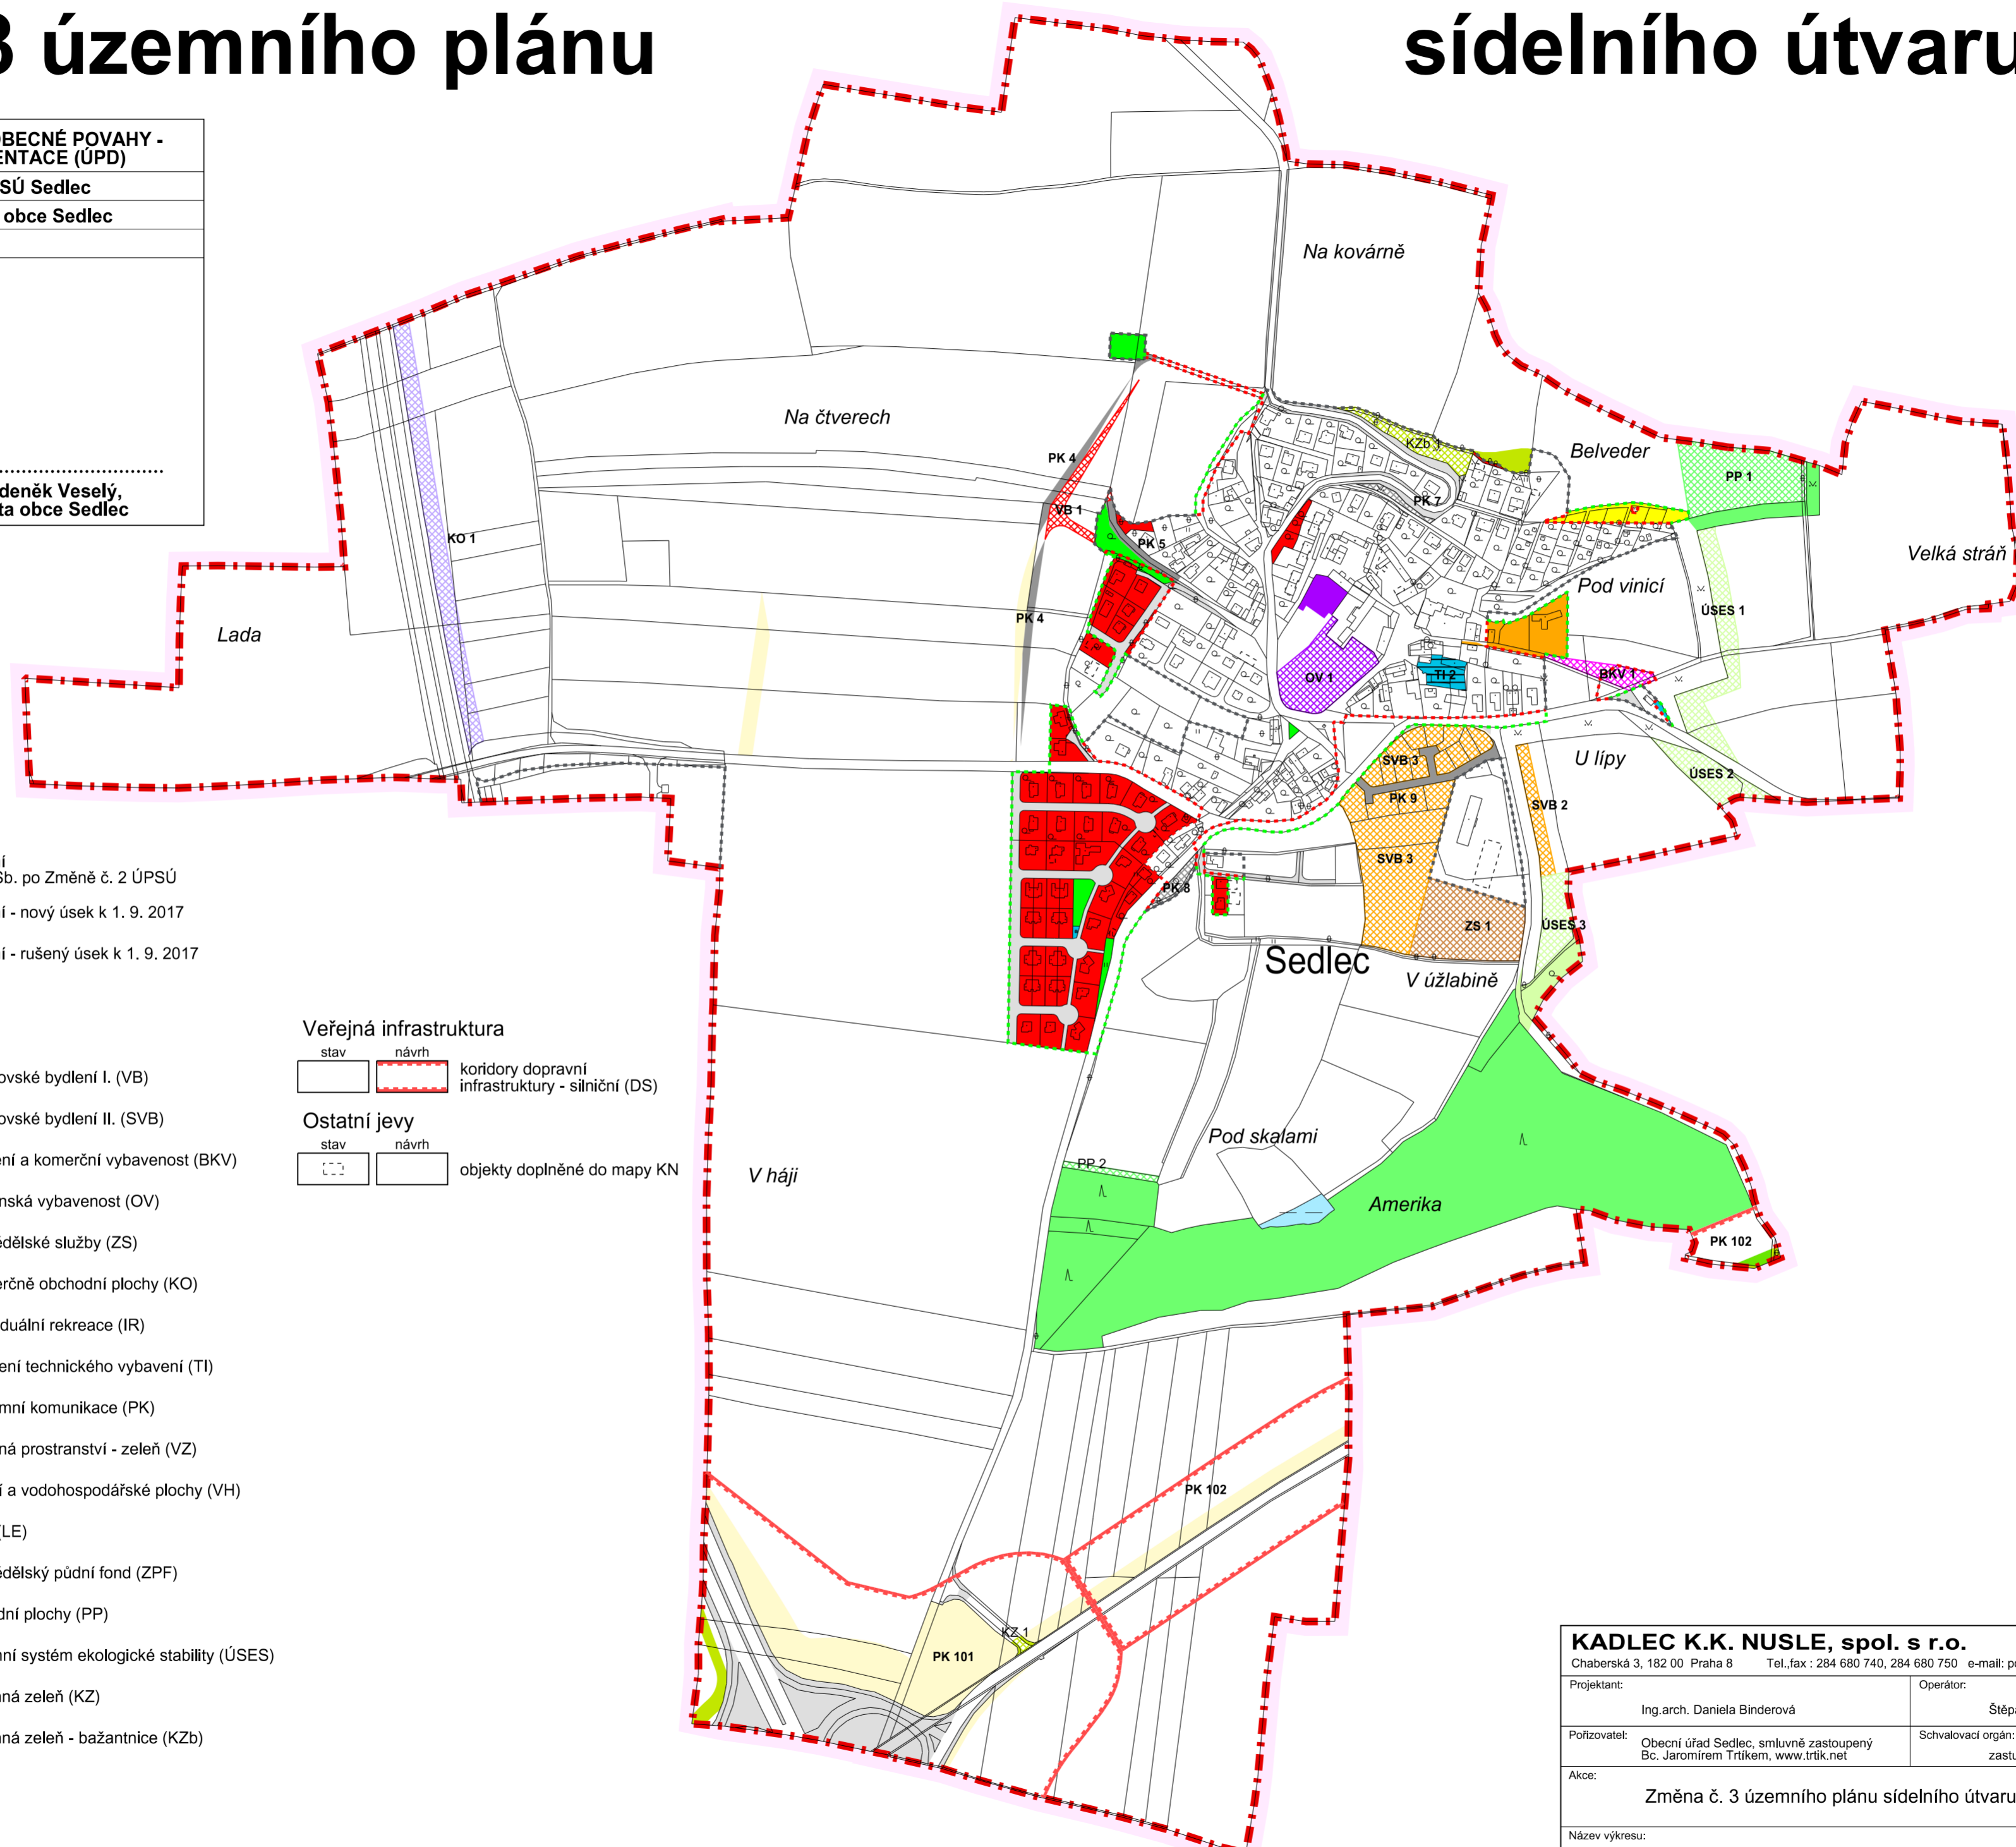 3 územního plánu
sídelního útvaru
OBECNÉ POVAHY -
ENTACE (ÚPD)
SÚ Sedlec
obce Sedlec
deněk Veselý,
ta obce Sedlec
Na kovárně
Na čtverech
Belveder
Velká stráň
Pod vinicí
Lada
U lípy
Sedlec
V úžlabině
Pod skalami
V háji
Amerika
KO 1
PK 4
VB 1
PK 5
PK 4
KZb 1
PK 7
PP 1
ÚSES 1
OV 1
TI 2
BKV 1
ÚSES 2
SVB 3
PK 9
SVB 2
SVB 3
PK 8
ZS 1
ÚSES 3
PP 2
PK 102
PK 102
KZ 1
PK 101
í
Sb. po Změně č. 2 ÚPSÚ
í - nový úsek k 1. 9. 2017
í - rušený úsek k 1. 9. 2017
ovské bydlení I. (VB)
ovské bydlení II. (SVB)
ení a komerční vybavenost (BKV)
nská vybavenost (OV)
ědělské služby (ZS)
erčně obchodní plochy (KO)
iduální rekreace (IR)
zení technického vybavení (TI)
mní komunikace (PK)
ná prostranství - zeleň (VZ)
í a vodohospodářské plochy (VH)
(LE)
ědělský půdní fond (ZPF)
dní plochy (PP)
nní systém ekologické stability (ÚSES)
nná zeleň (KZ)
nná zeleň - bažantnice (KZb)
Veřejná infrastruktura
stav návrh
koridory dopravní
infrastruktury - silniční (DS)
Ostatní jevy
stav návrh
objekty doplněné do mapy KN
KADLEC K.K. NUSLE, spol. s r.o.
Chaberská 3, 182 00 Praha 8 Tel.,fax : 284 680 740, 284 680 750 e-mail: po
Projektant:
Ing.arch. Daniela Binderová
Operátor:
Štěpá
Pořizovatel:
Obecní úřad Sedlec, smluvně zastoupený
Bc. Jaromírem Trtíkem, www.trtik.net
Schvalovací orgán:
zastu
Akce:
Změna č. 3 územního plánu sídelního útvaru
Název výkresu: